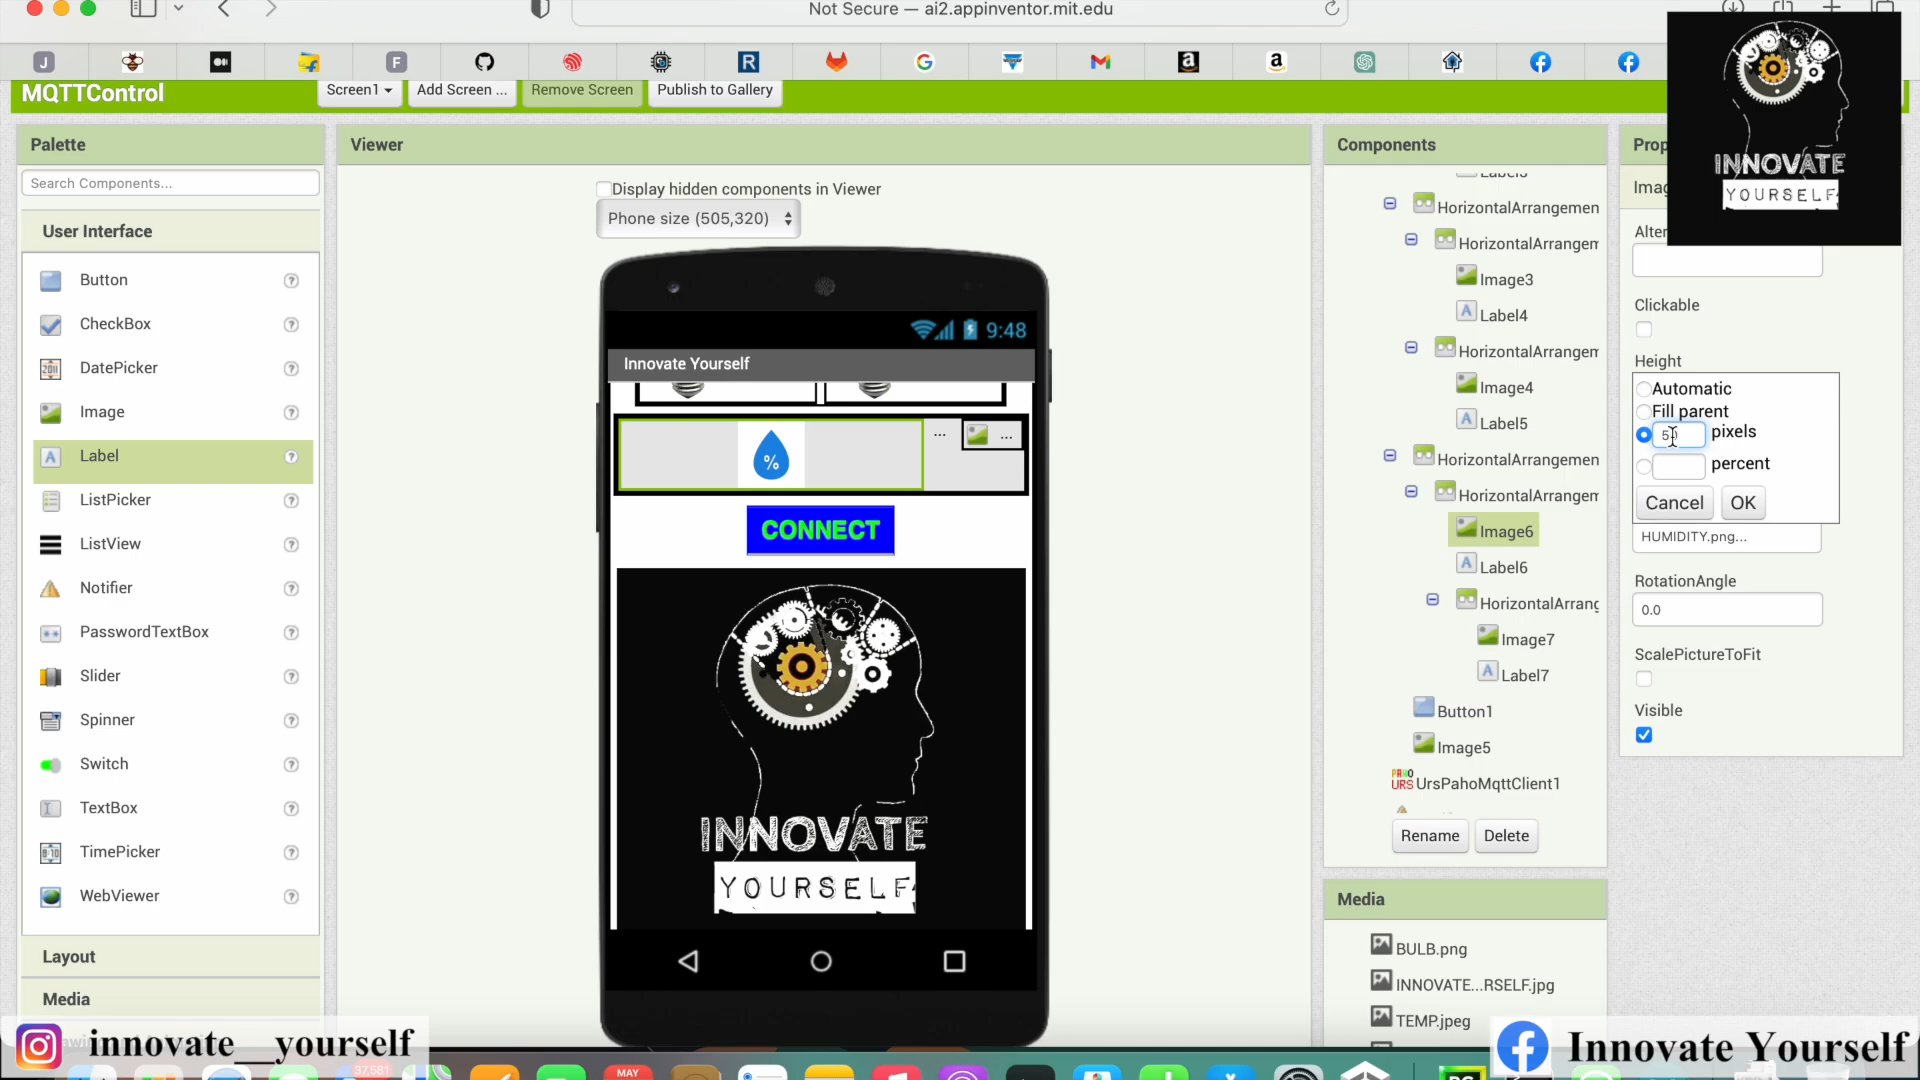 Not Secure — ai2.appinventor.mit.edu
J
F
R
G
a
a
MQTTControl
Screen1
Add Screen ...
Remove Screen
Publish to Gallery
INNOVATE
YOURSELF
Palette
Viewer
Components
Search Components...
Display hidden components in Viewer
Phone size (505,320)
User Interface
Button
CheckBox
DatePicker
Image
Label
ListPicker
ListView
Notifier
PasswordTextBox
Slider
Spinner
Switch
TextBox
TimePicker
WebViewer
Layout
Media
9:48
Innovate Yourself
%
...
...
CONNECT
INNOVATE
YOURSELF
HorizontalArrangemen
HorizontalArrangem
Image3
Label4
HorizontalArrangem
Image4
Label5
HorizontalArrangemen
HorizontalArrangem
Image6
Label6
HorizontalArrang
Image7
Label7
Button1
Image5
UrsPahoMqttClient1
Rename
Delete
Media
BULB.png
INNOVATE...RSELF.jpg
TEMP.jpeg
Clickable
Height
Automatic
Fill parent
pixels
percent
Cancel
OK
HUMIDITY.png...
RotationAngle
0.0
ScalePictureToFit
Visible
innovate__yourself
Innovate Yourself
37,581
MAY